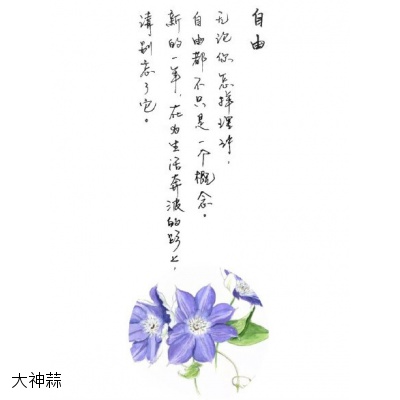 自由
无论你怎样理解，
自由都不只是一个概念。
新的一年，在为生活奔波的路上，
请别忘了它。
大神蒜